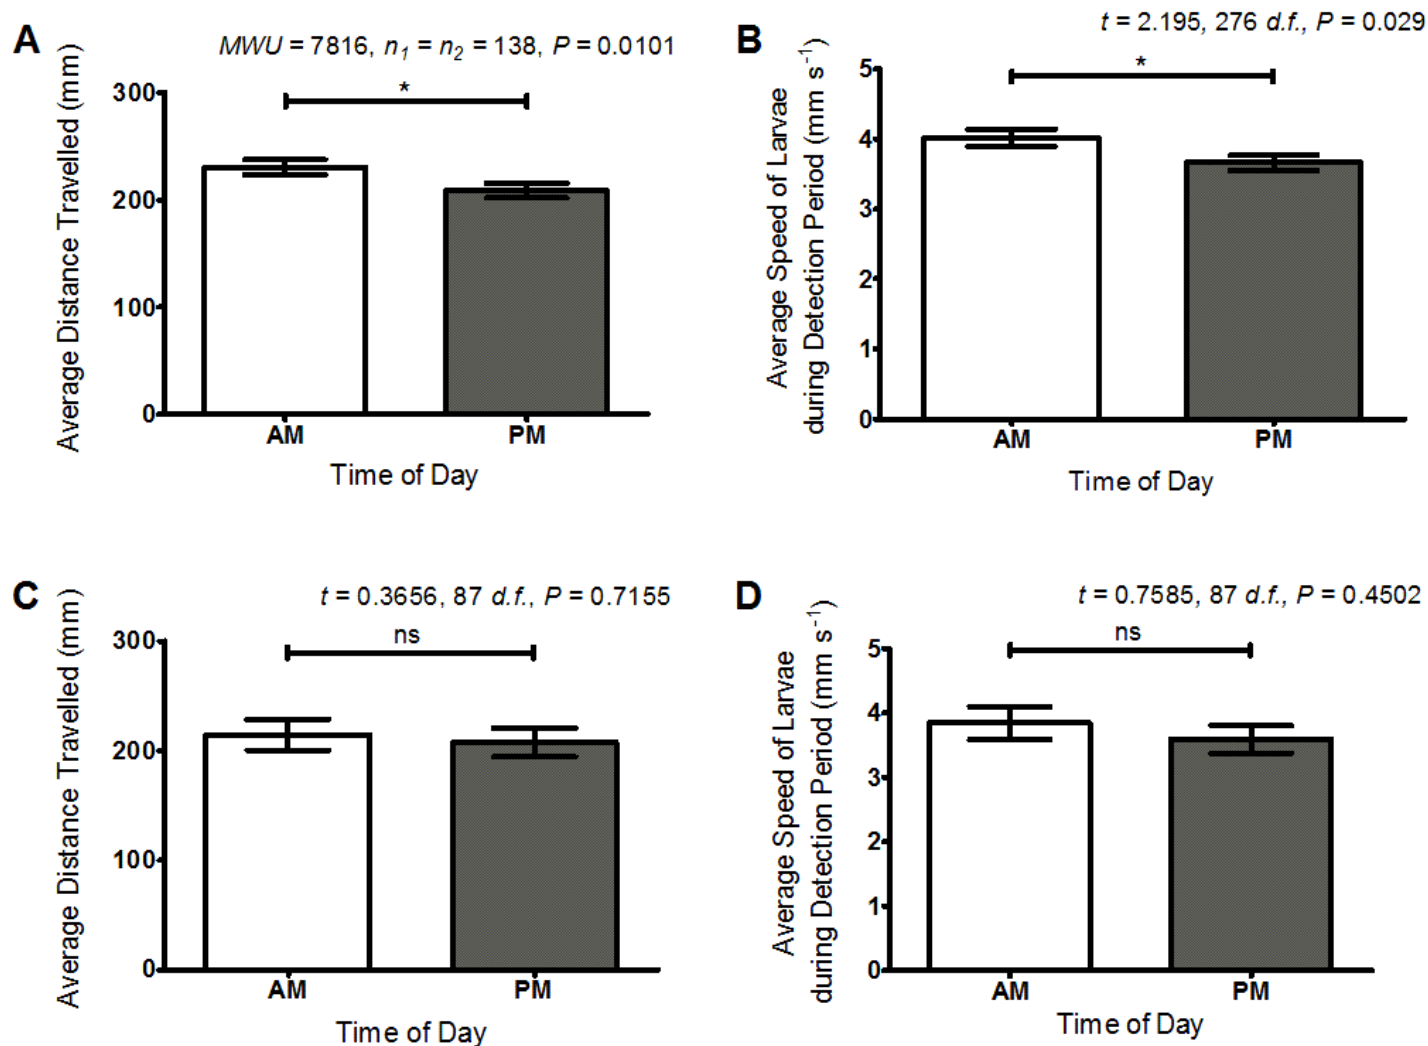 A
MWU = 7816, n1 = n2 = 138, P = 0.0101
*
Average Distance Travelled (mm)
300
200
100
0
AM PM
Time of Day
B
t = 2.195, 276 d.f., P = 0.029
*
Average Speed of Larvae
during Detection Period (mm s-1)
5
4
3
2
1
0
AM PM
Time of Day
C
t = 0.3656, 87 d.f., P = 0.7155
ns
Average Distance Travelled (mm)
300
200
100
0
AM PM
Time of Day
D
t = 0.7585, 87 d.f., P = 0.4502
ns
Average Speed of Larvae
during Detection Period (mm s-1)
5
4
3
2
1
0
AM PM
Time of Day